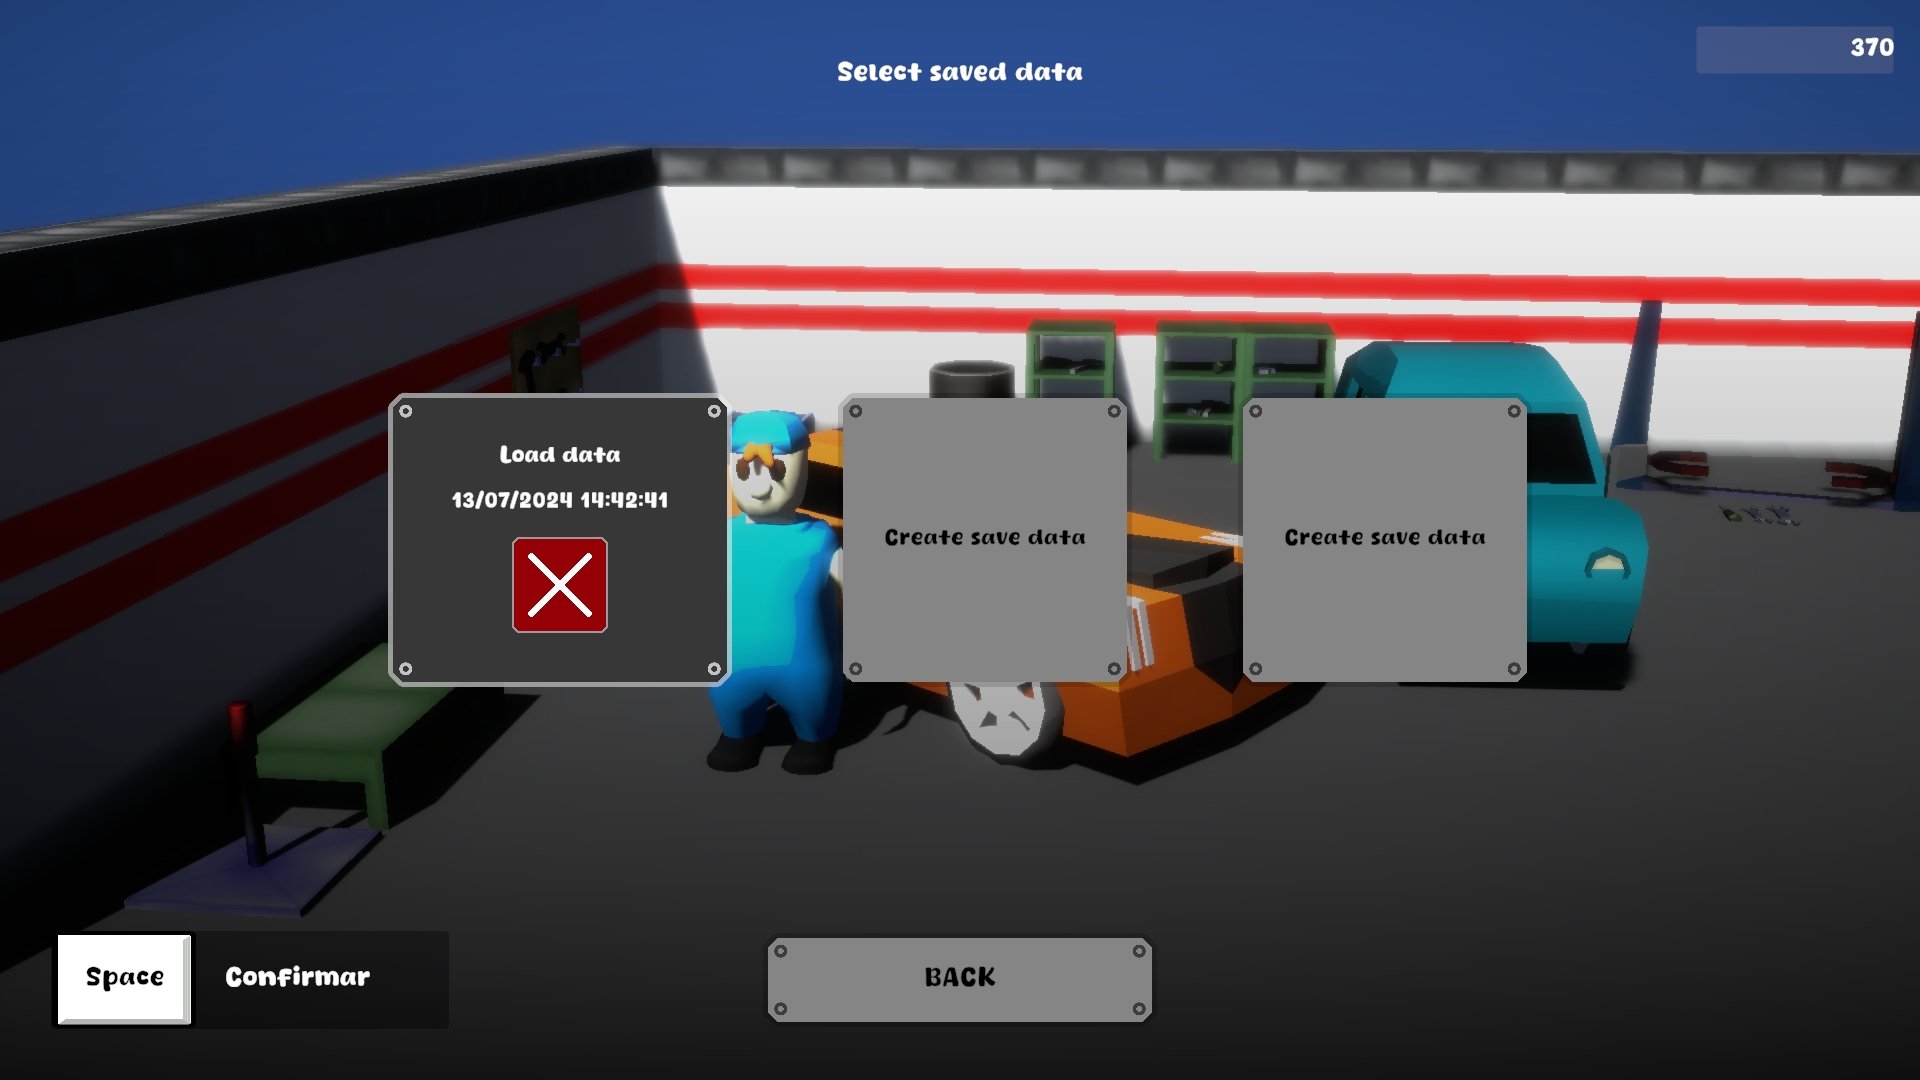 370
Select saved data
Load data
13/07/2024 14:42:41
Create save data
Create save data
Space
Confirmar
BACK